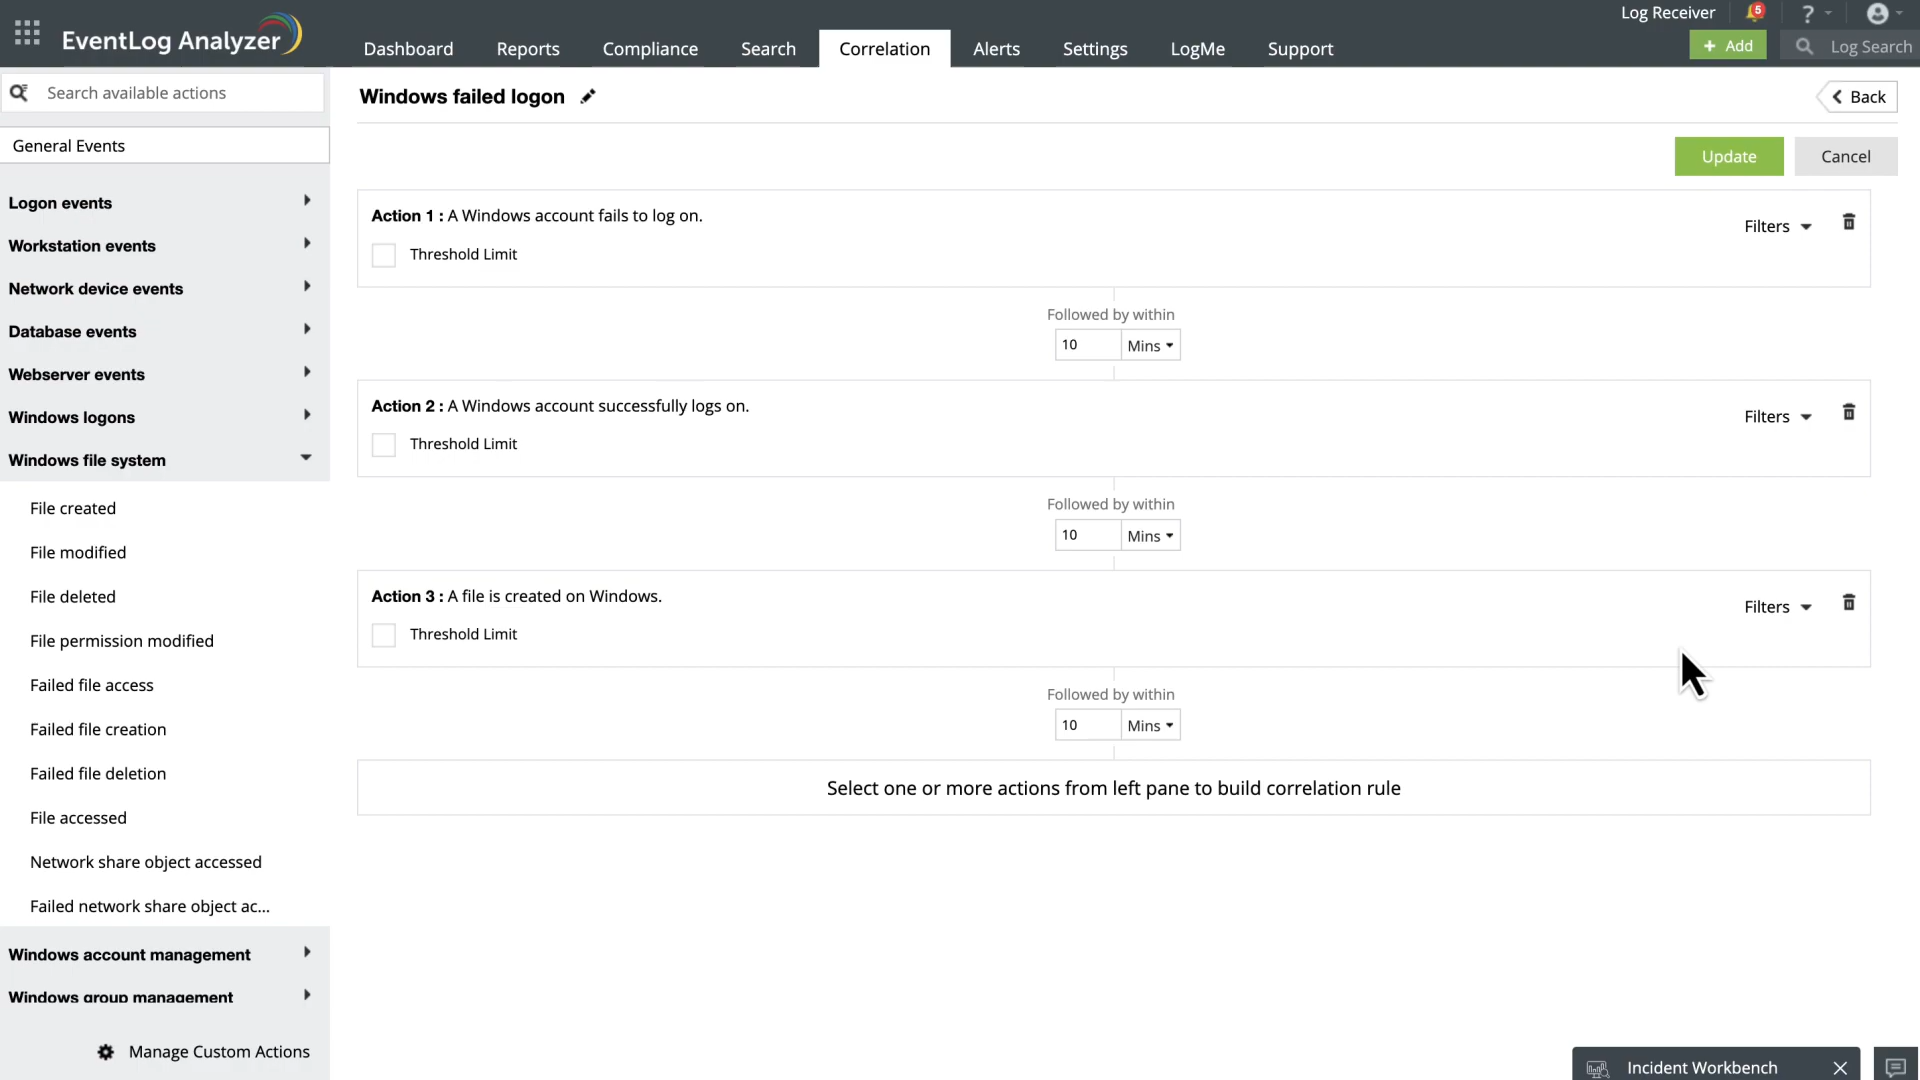 Log Receiver
5
?
EventLog Analyzer
Dashboard
Reports
Compliance
Search
Correlation
Alerts
Settings
LogMe
Support
+ Add
Log Search
Search available actions
General Events
Logon events
Workstation events
Network device events
Database events
Webserver events
Windows logons
Windows file system
File created
File modified
File deleted
File permission modified
Failed file access
Failed file creation
Failed file deletion
File accessed
Network share object accessed
Failed network share object ac...
Windows account management
Windows group management
Manage Custom Actions
Windows failed logon
Back
Update
Cancel
Action 1 : A Windows account fails to log on.
Filters
Threshold Limit
Followed by within
10 Mins
Action 2 : A Windows account successfully logs on.
Filters
Threshold Limit
Followed by within
10 Mins
Action 3 : A file is created on Windows.
Filters
Threshold Limit
Followed by within
10 Mins
Select one or more actions from left pane to build correlation rule
Incident Workbench